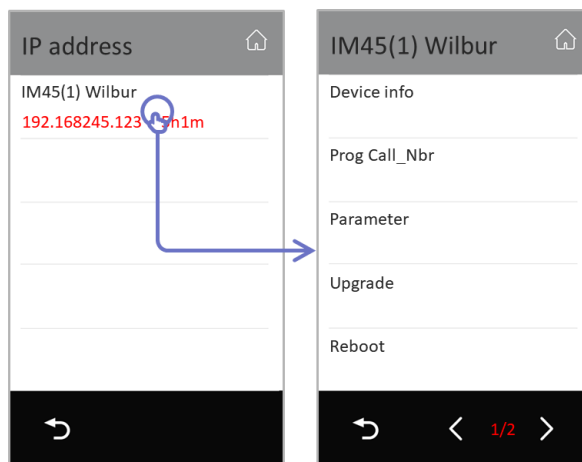 IP address
IM45(1) Wilbur
192.168245.123
IM45(1) Wilbur
Device info
Prog Call_Nbr
Parameter
Upgrade
Reboot
1/2